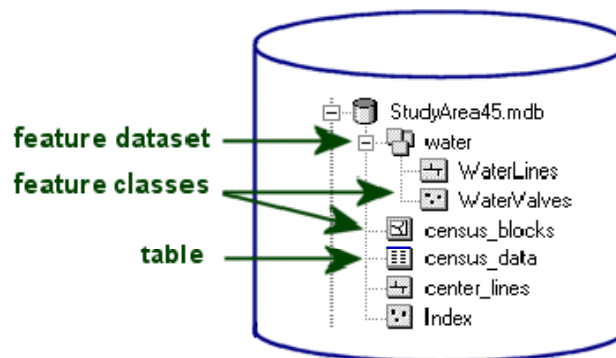 StudyArea45.mdb
feature dataset
water
WaterLines
feature classes
WaterValves
census_blocks
table
census_data
center_lines
Index